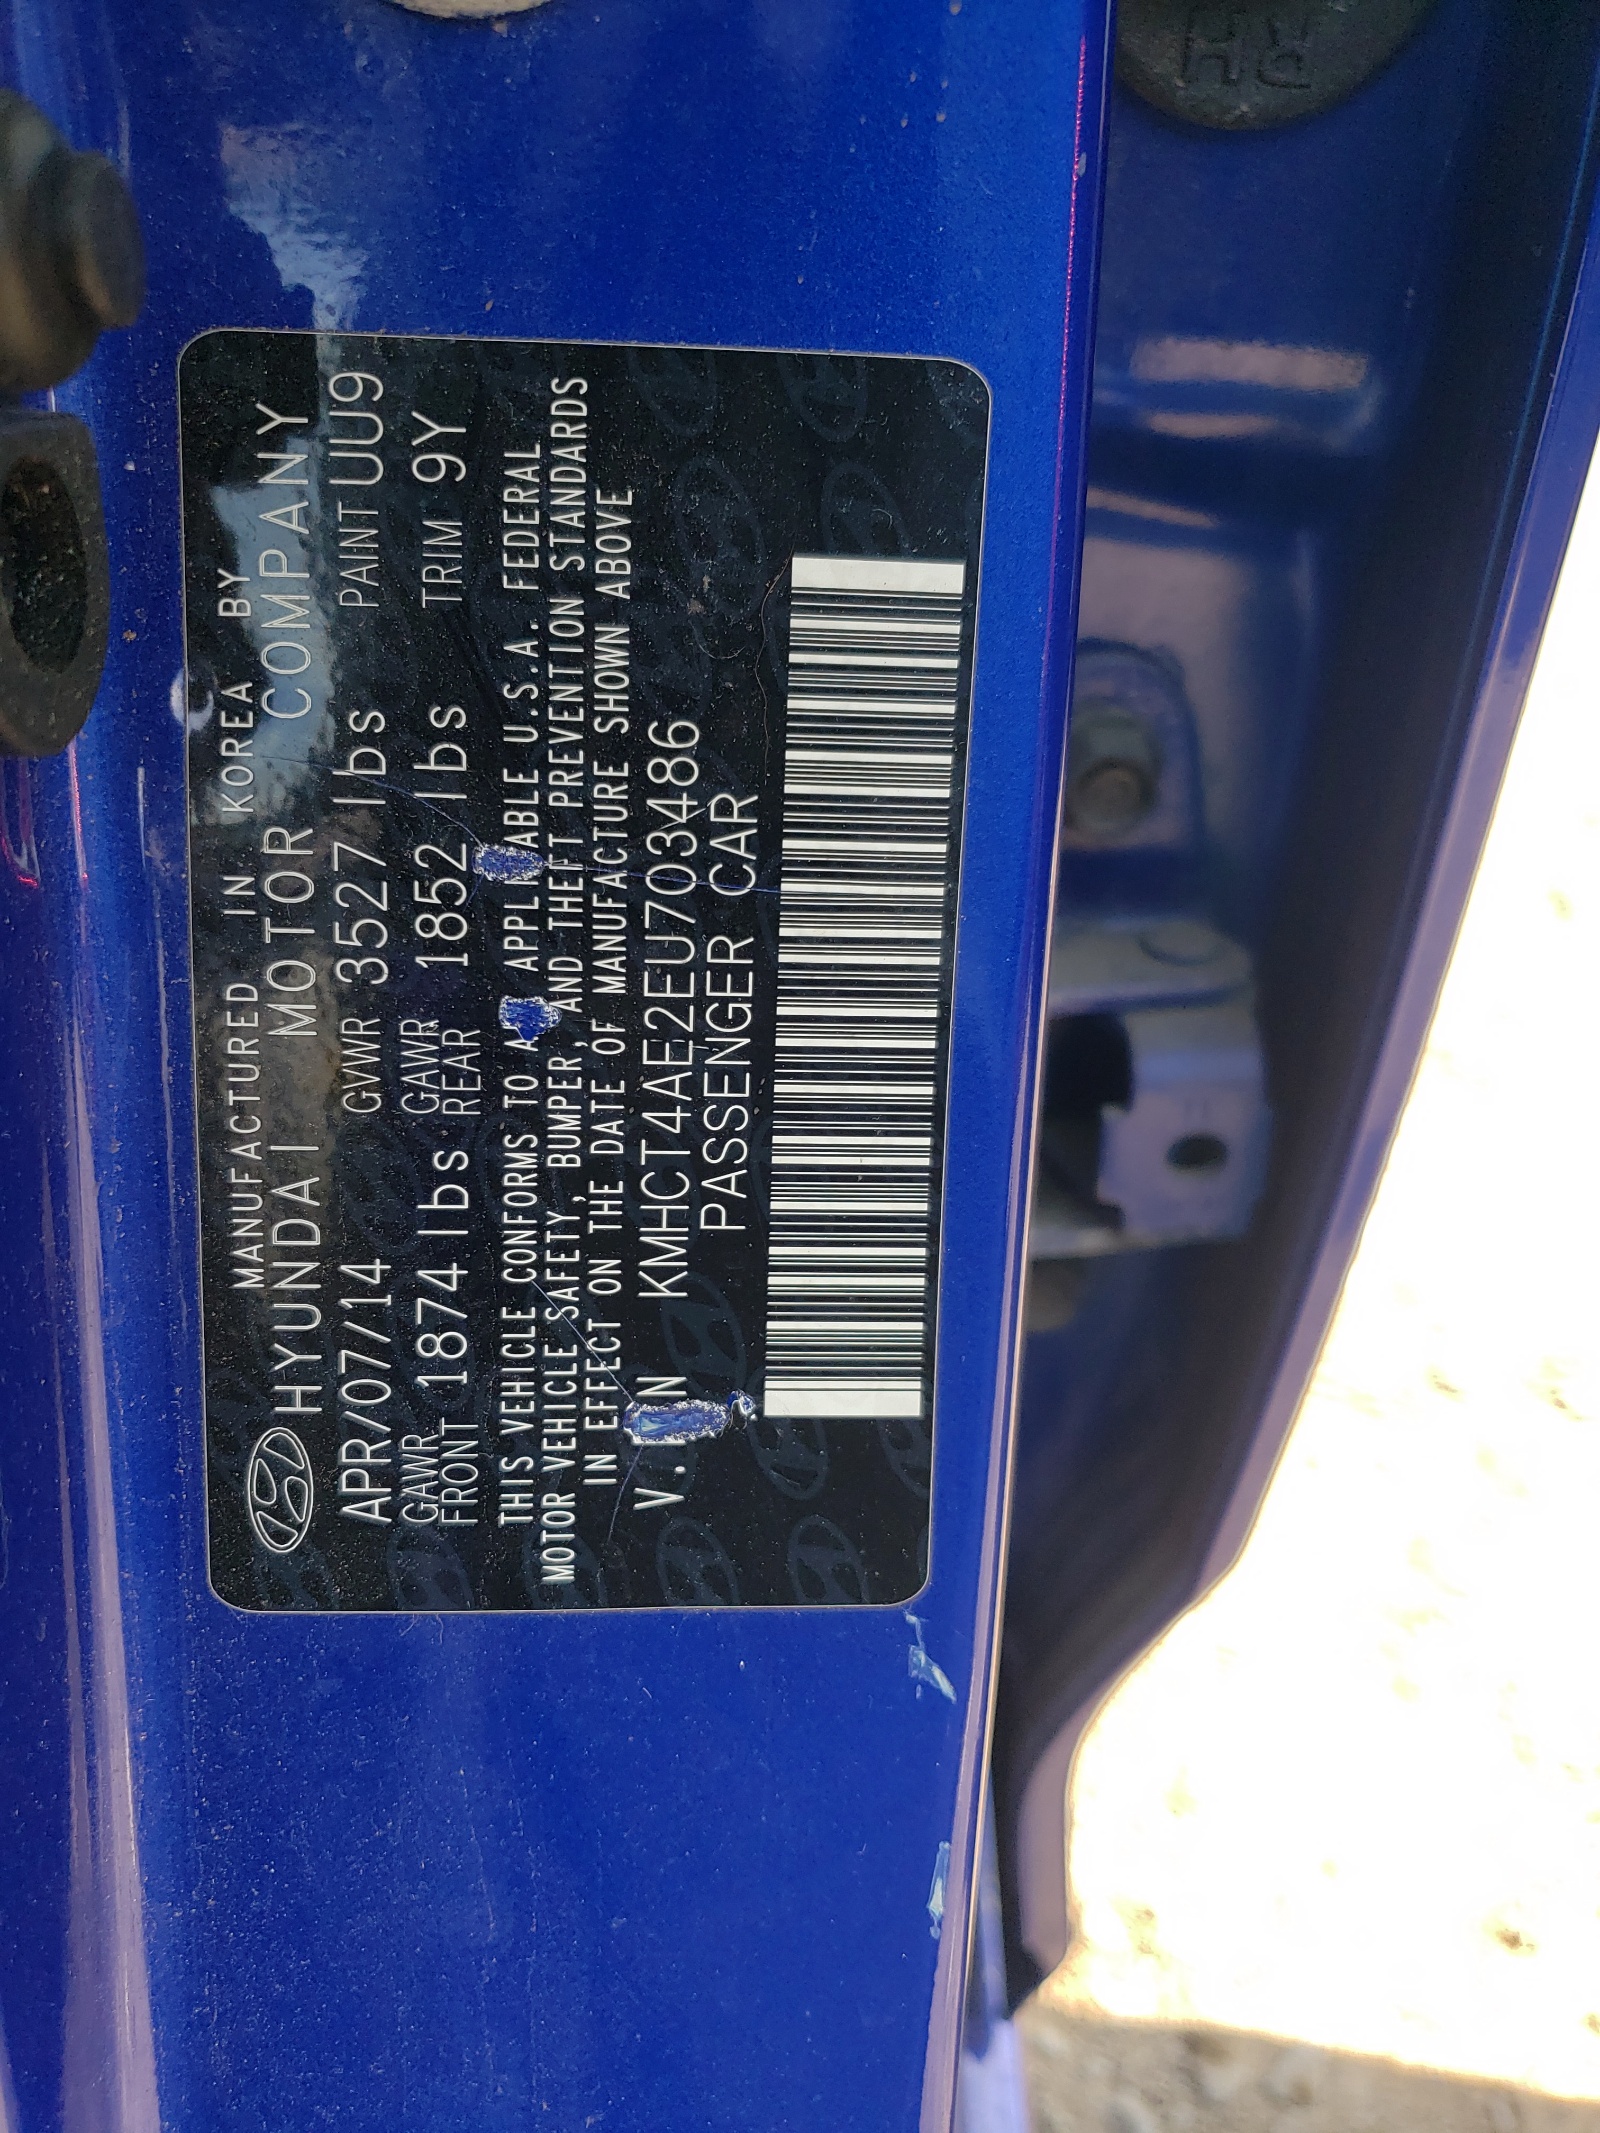 MANUFACTURED IN KOREA BY
HYUNDAI MOTOR COMPANY
APR/07/14 GVWR 3527 lbs PAINT UU9
GAWR FRONT 1874 lbs GAWR REAR 1852 lbs TRIM 9Y
THIS VEHICLE CONFORMS TO APPLI ABLE U.S.A. FEDERAL
MOTOR VEHICLE SAFETY, BUMPER, AND THEFT PREVENTION STANDARDS
IN EFFECT ON THE DATE OF MANUFACTURE SHOWN ABOVE
V. N KMHCT4AE2EU703486
PASSENGER CAR
RH